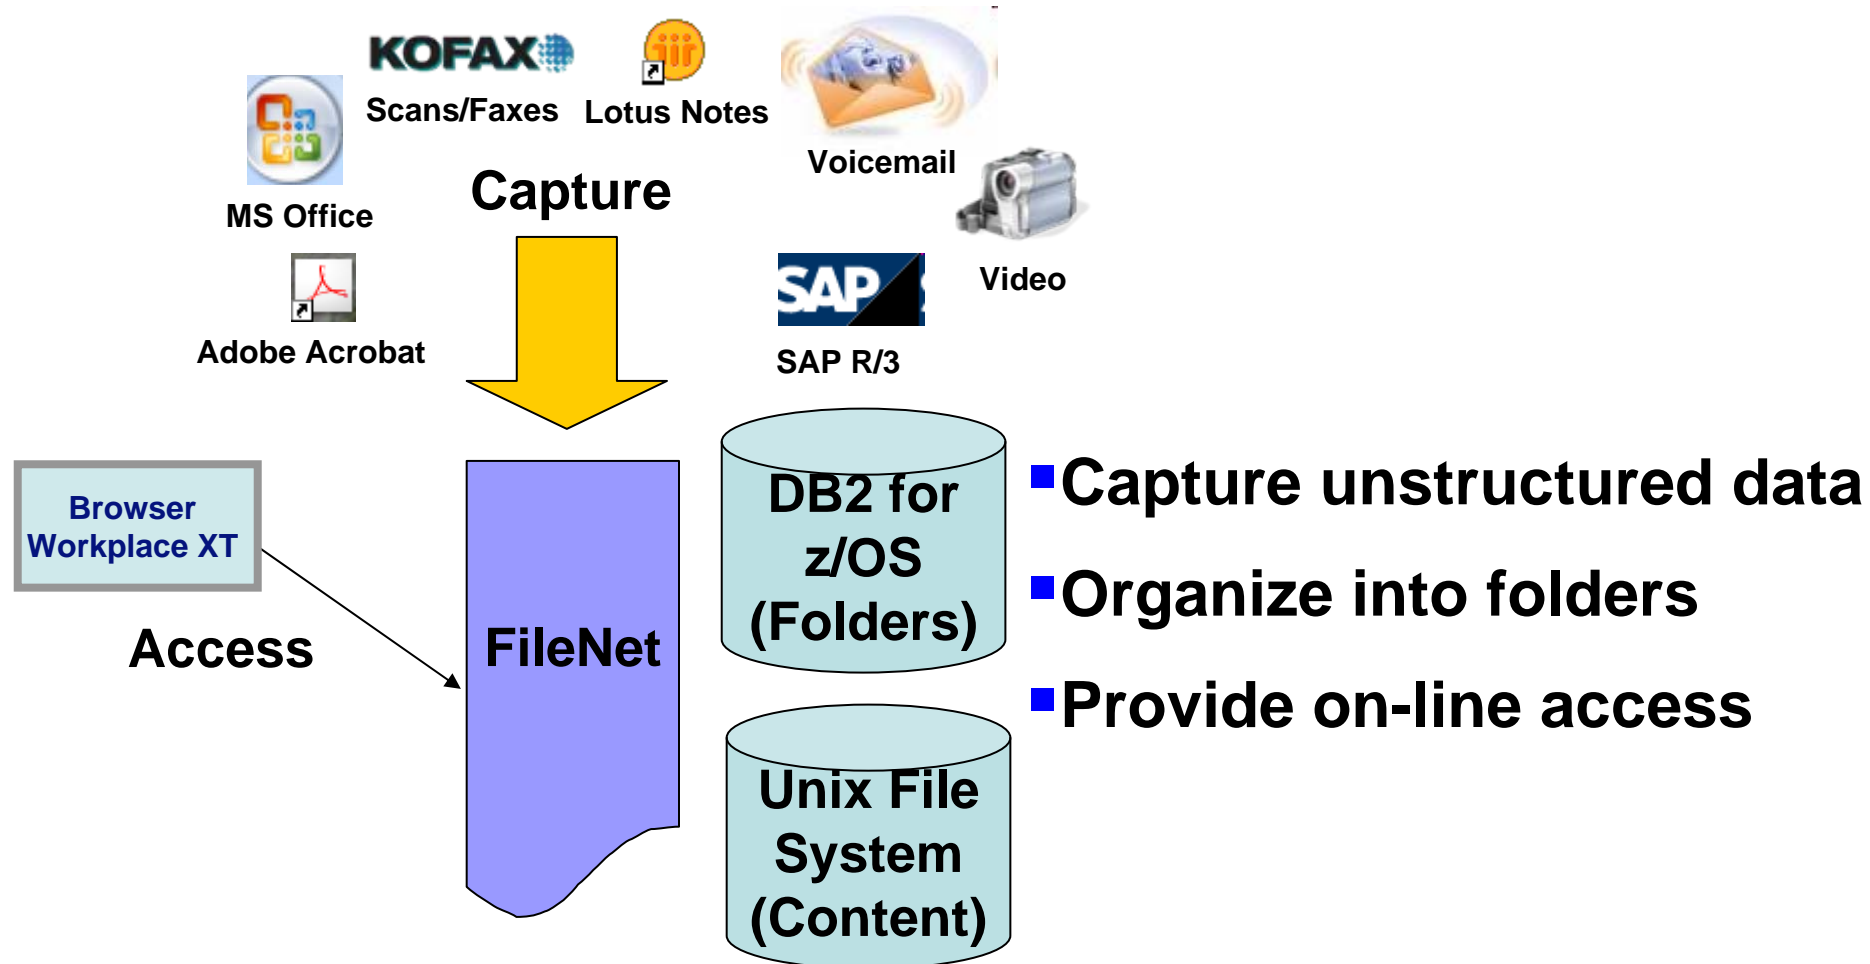 KOFAX
Scans/Faxes
Lotus Notes
Voicemail
MS Office
Capture
Video
Adobe Acrobat
SAP
SAP R/3
Browser
Workplace XT
Access
FileNet
DB2 for
z/OS
(Folders)
Unix File
System
(Content)
Capture unstructured data
Organize into folders
Provide on-line access